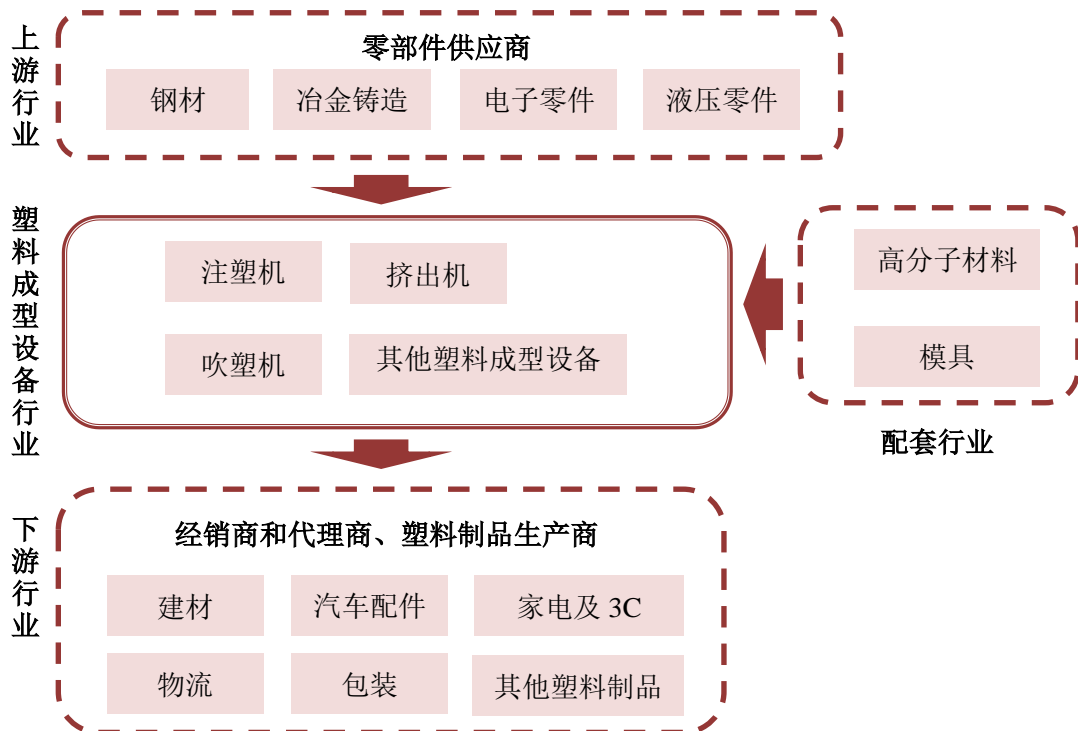 上游行业
零部件供应商
钢材
冶金铸造
电子零件
液压零件
塑料成型设备行业
注塑机
挤出机
吹塑机
其他塑料成型设备
高分子材料
模具
配套行业
下游行业
经销商和代理商、塑料制品生产商
建材
汽车配件
家电及 3C
物流
包装
其他塑料制品